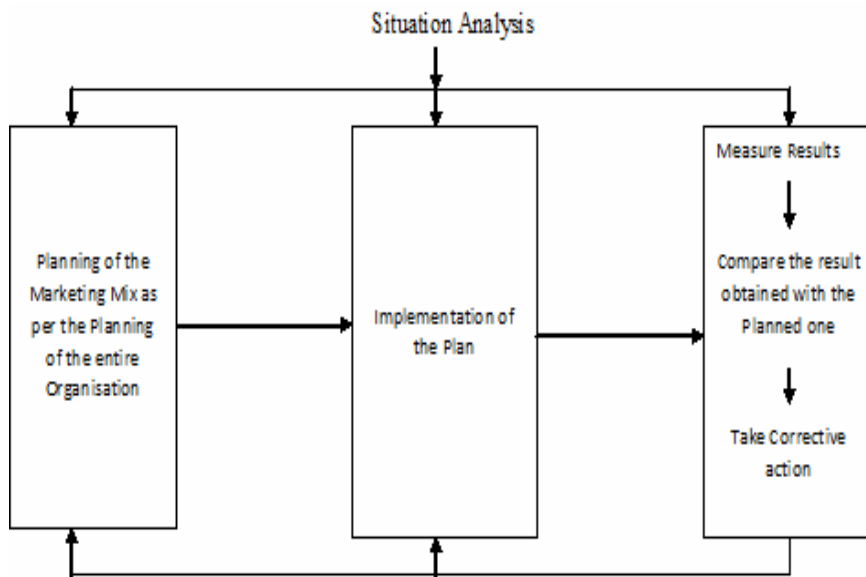 Situation Analysis
Planning of the
Marketing Mix as
per the Planning
of the entire
Organisation
Implementation of
the Plan
Measure Results
Compare the result
obtained with the
Planned one
Take Corrective
action